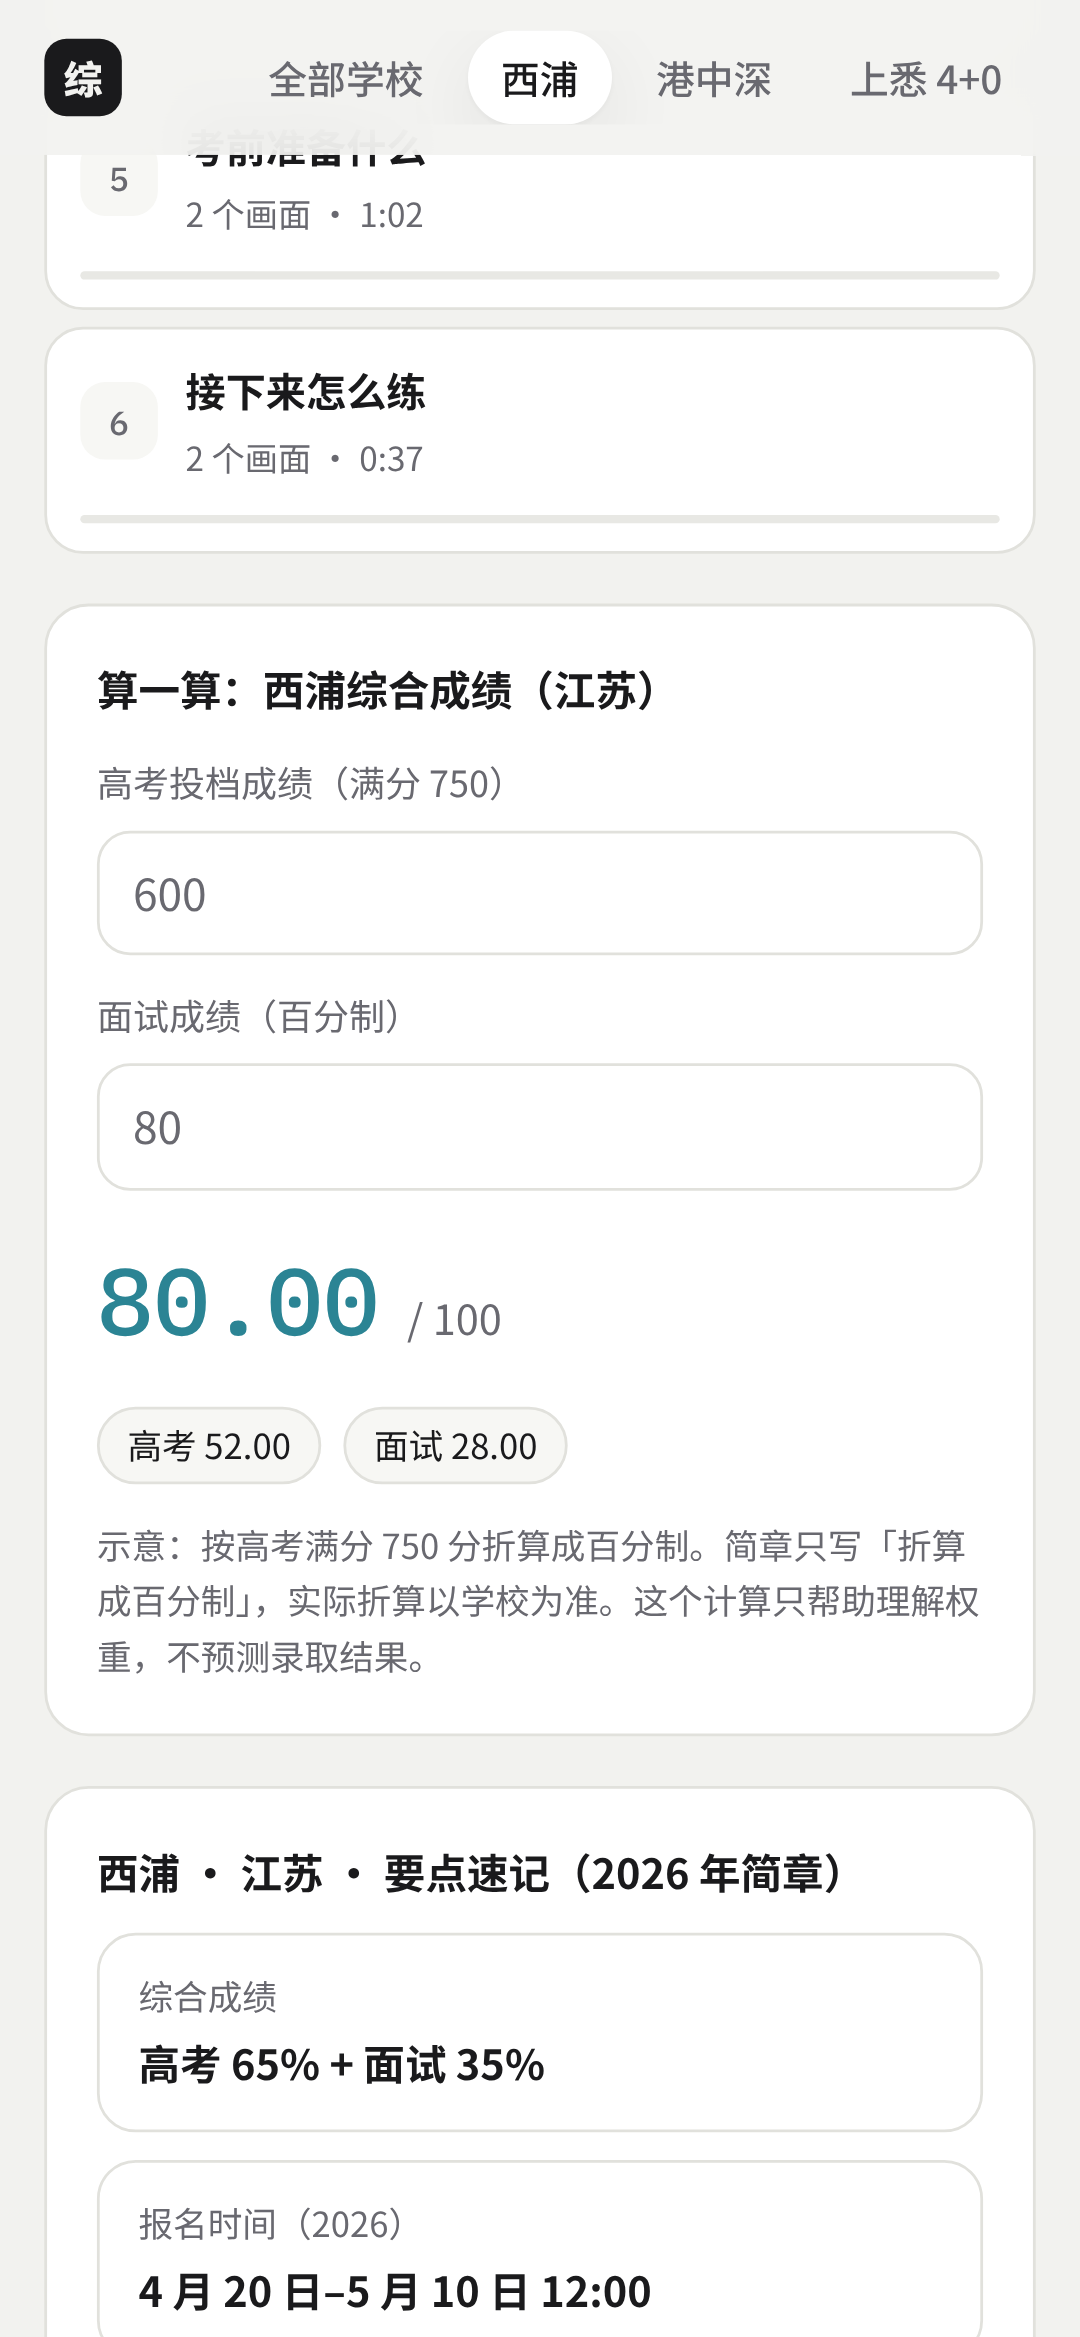 综 全部学校 西浦 港中深 上悉 4+0
考前准备什么
5
2 个画面 · 1:02
接下来怎么练
6
2 个画面 · 0:37
算一算：西浦综合成绩（江苏）
高考投档成绩（满分 750）
600
面试成绩（百分制）
80
80.00 / 100
高考 52.00 面试 28.00
示意：按高考满分 750 分折算成百分制。简章只写「折算
成百分制」，实际折算以学校为准。这个计算只帮助理解权
重，不预测录取结果。
西浦 · 江苏 · 要点速记（2026 年简章）
综合成绩
高考 65% + 面试 35%
报名时间（2026）
4 月 20 日–5 月 10 日 12:00